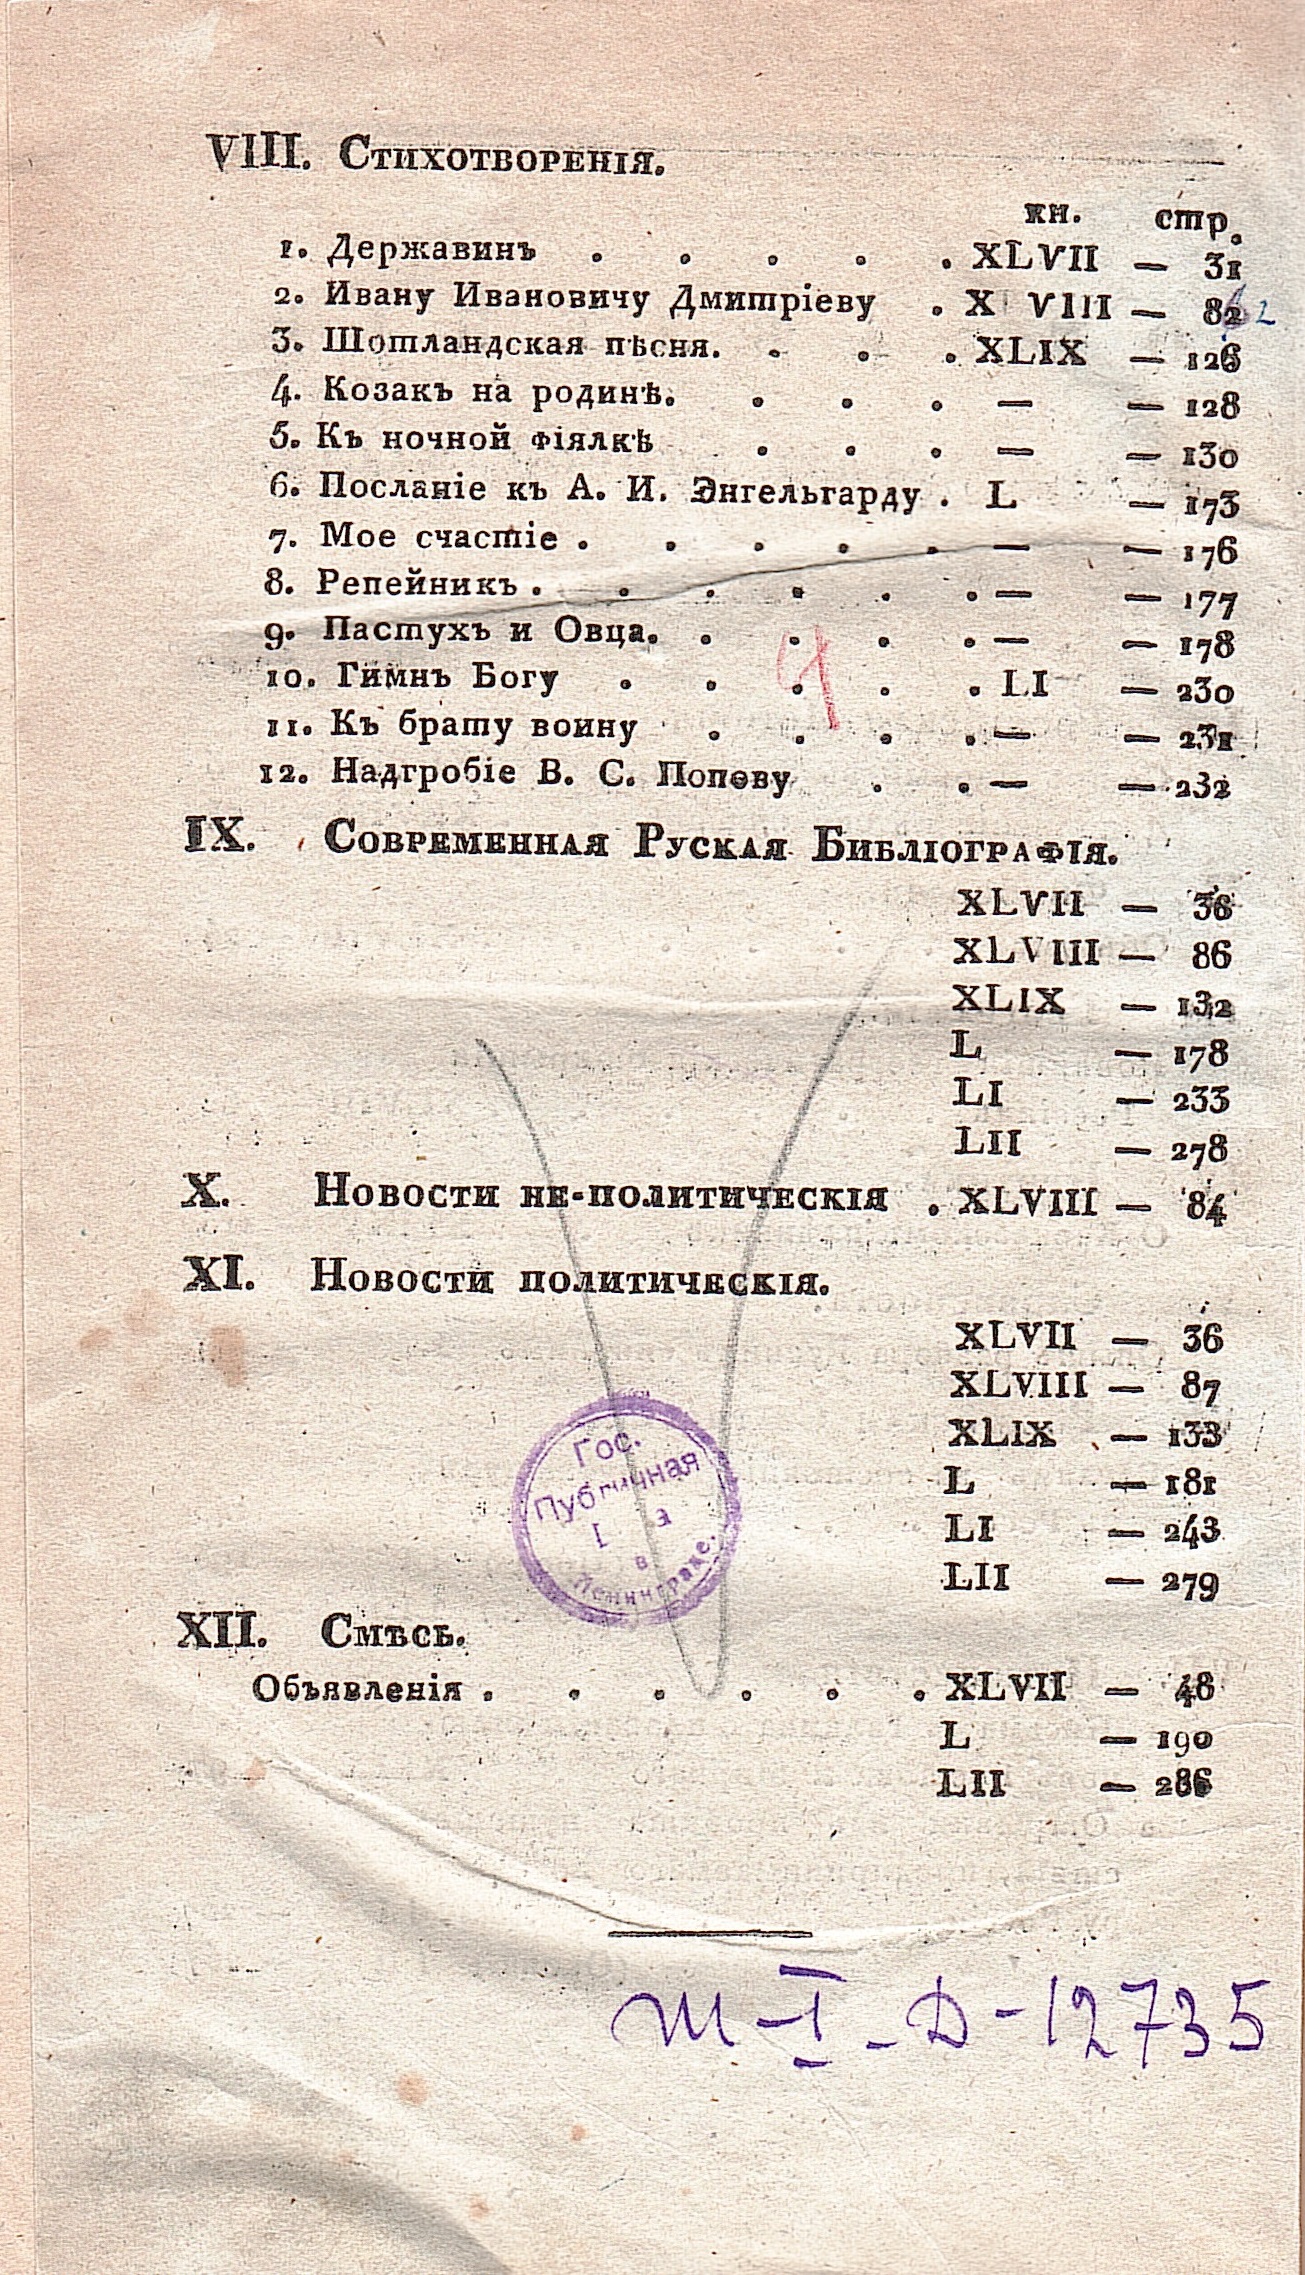 VIII. Стихотворенія.
кн. стр.
1. Державинъ . . . . . XLVII — 31
2. Ивану Ивановичу Дмитріеву . X VIII — 82 2
3. Шотландская пѣсня. . . . XLIX — 126
4. Козакъ на родинѣ. . . . — — 128
5. Къ ночной фіялкѣ . . . — — 130
6. Посланіе къ А. И. Энгельгарду . L — 173
7. Мое счастіе . . . . . — — 176
8. Репейникъ . . . . . . — — 177
9. Пастухъ и Овца. . . . . — — 178
10. Гимнъ Богу . . . . . LI — 230
11. Къ брату воину . . . . — — 231
12. Надгробіе В. С. Попову . . — — 232
IX. Современная Руская Библіографія.
XLVII — 36
XLVIII — 86
XLIX — 132
L — 178
LI — 233
LII — 278
X. Новости не-политическія . XLVIII — 84
XI. Новости политическія.
XLVII — 36
XLVIII — 87
XLIX — 133
L — 181
LI — 243
LII — 279
Гос.
Публичная
в
Ленинграде.
XII. Смѣсь.
Объявленія . . . . . . XLVII — 48
L — 190
LII — 286
Ж-I-Д-12735